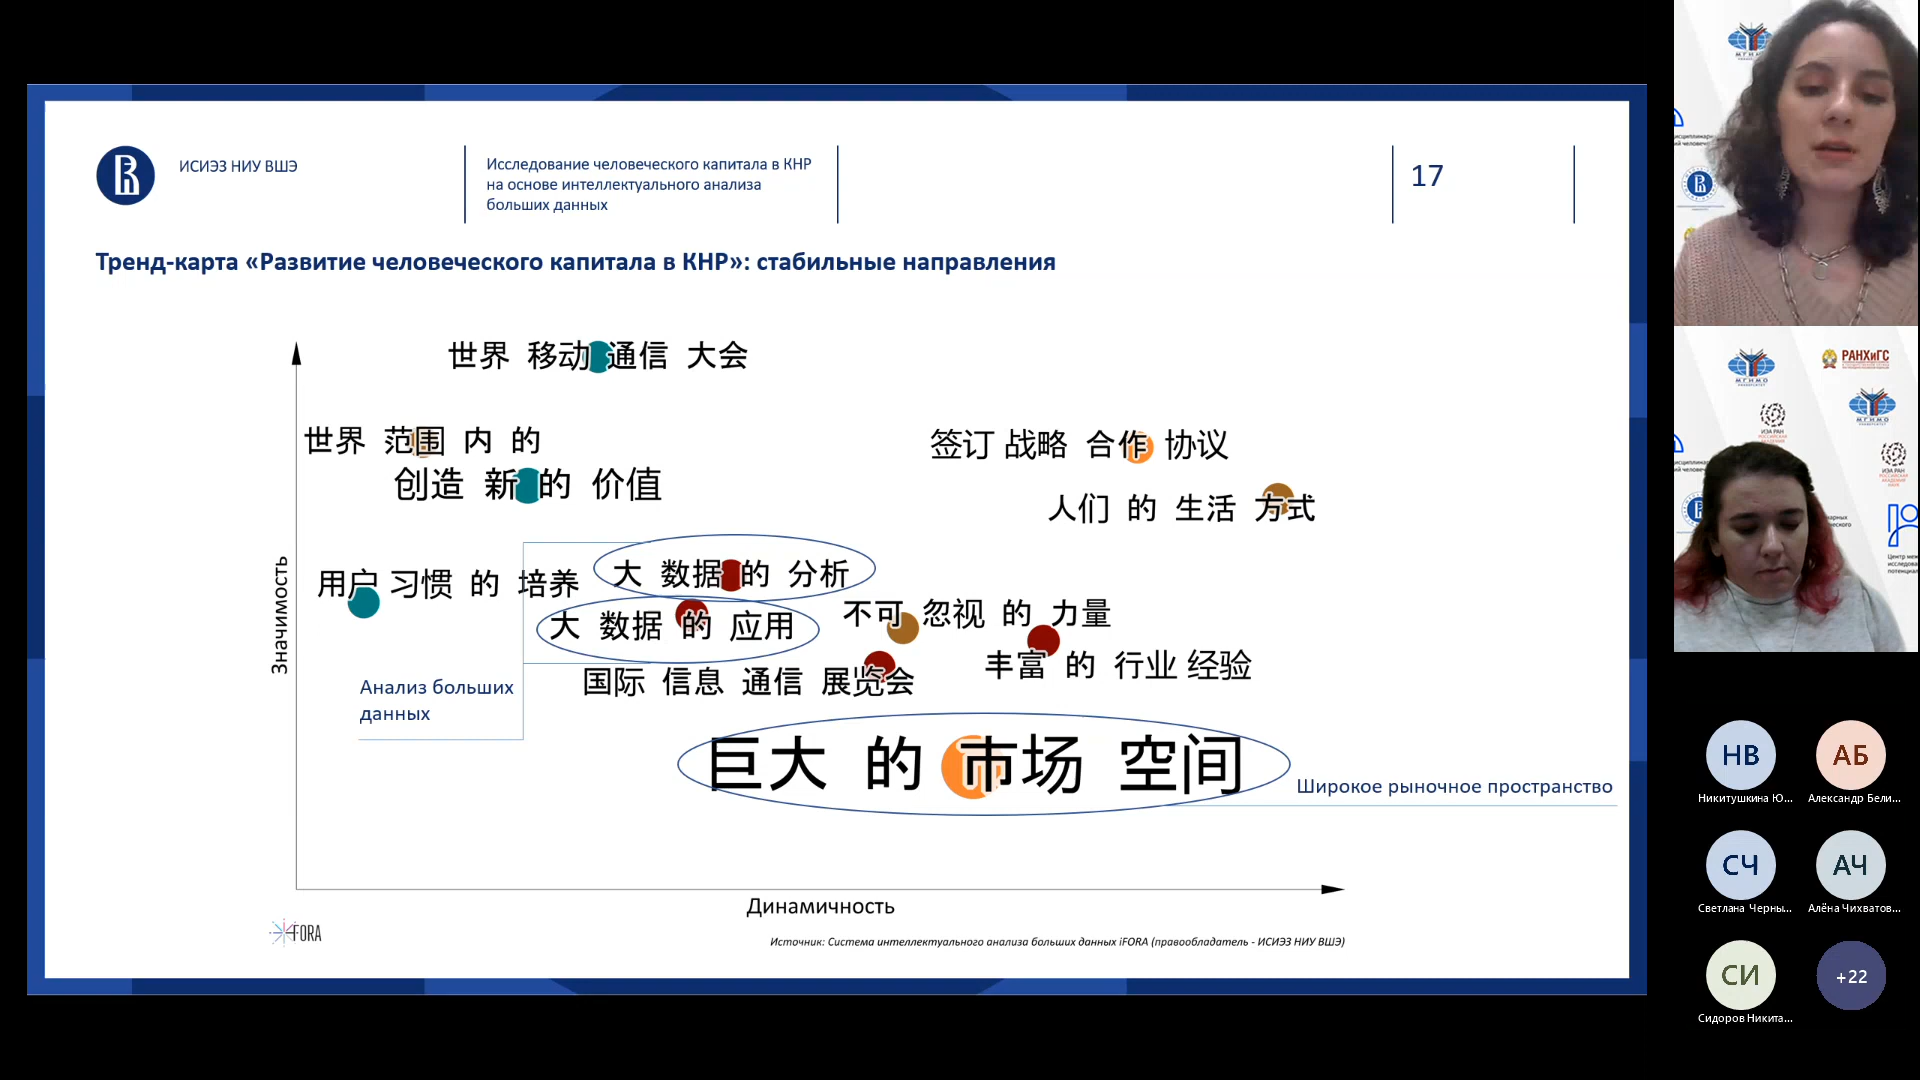 ИСИЭЗ НИУ ВШЭ
Исследование человеческого капитала в КНР
на основе интеллектуального анализа
больших данных
17
Тренд-карта «Развитие человеческого капитала в КНР»: стабильные направления
世界 移动 通信 大会
世界 范围 内 的
创造 新 的 价值
签订 战略 合作 协议
人们 的 生活 方式
用户 习惯 的 培养
大 数据 的 分析
大 数据 的 应用
不可 忽视 的 力量
丰富 的 行业 经验
国际 信息 通信 展览会
Анализ больших
данных
巨大 的 市场 空间
Широкое рыночное пространство
Значимость
Динамичность
iFORA
Источник: Система интеллектуального анализа больших данных iFORA (правообладатель - ИСИЭЗ НИУ ВШЭ)
МГИМО
РАНХиГС
МГИМО
ИЭА РАН
ИЭА РАН
НВ
Никитушкина Ю...
АБ
Александр Бели...
СЧ
Светлана Черны...
АЧ
Алёна Чихватов...
СИ
Сидоров Никита...
+22